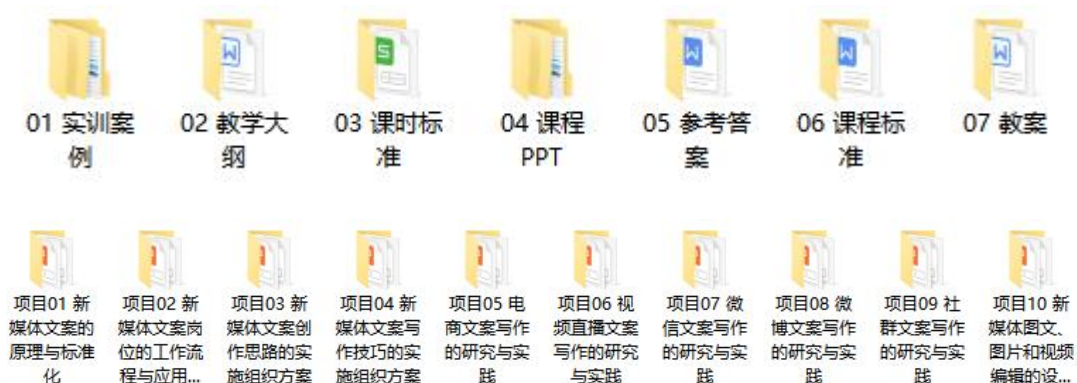 01 实训案 02 教学大 03 课时标 04 课程 05 参考答 06 课程标 07 教案
例 纲 准 PPT 案 准
项目01 新 项目02 新 项目03 新 项目04 新 项目05 电 项目06 视 项目07 微 项目08 微 项目09 社 项目10 新
媒体文案的 媒体文案岗 媒体文案创 媒体文案写 商文案写作 频直播文案 信文案写作 博文案写作 群文案写作 媒体图文、
原理与标准 位的工作流 作思路的实 作技巧的实 的研究与实 写作的研究 的研究与实 的研究与实 的研究与实 图片和视频
化 程与应用... 施组织方案 施组织方案 践 与实践 践 践 践 编辑的设...